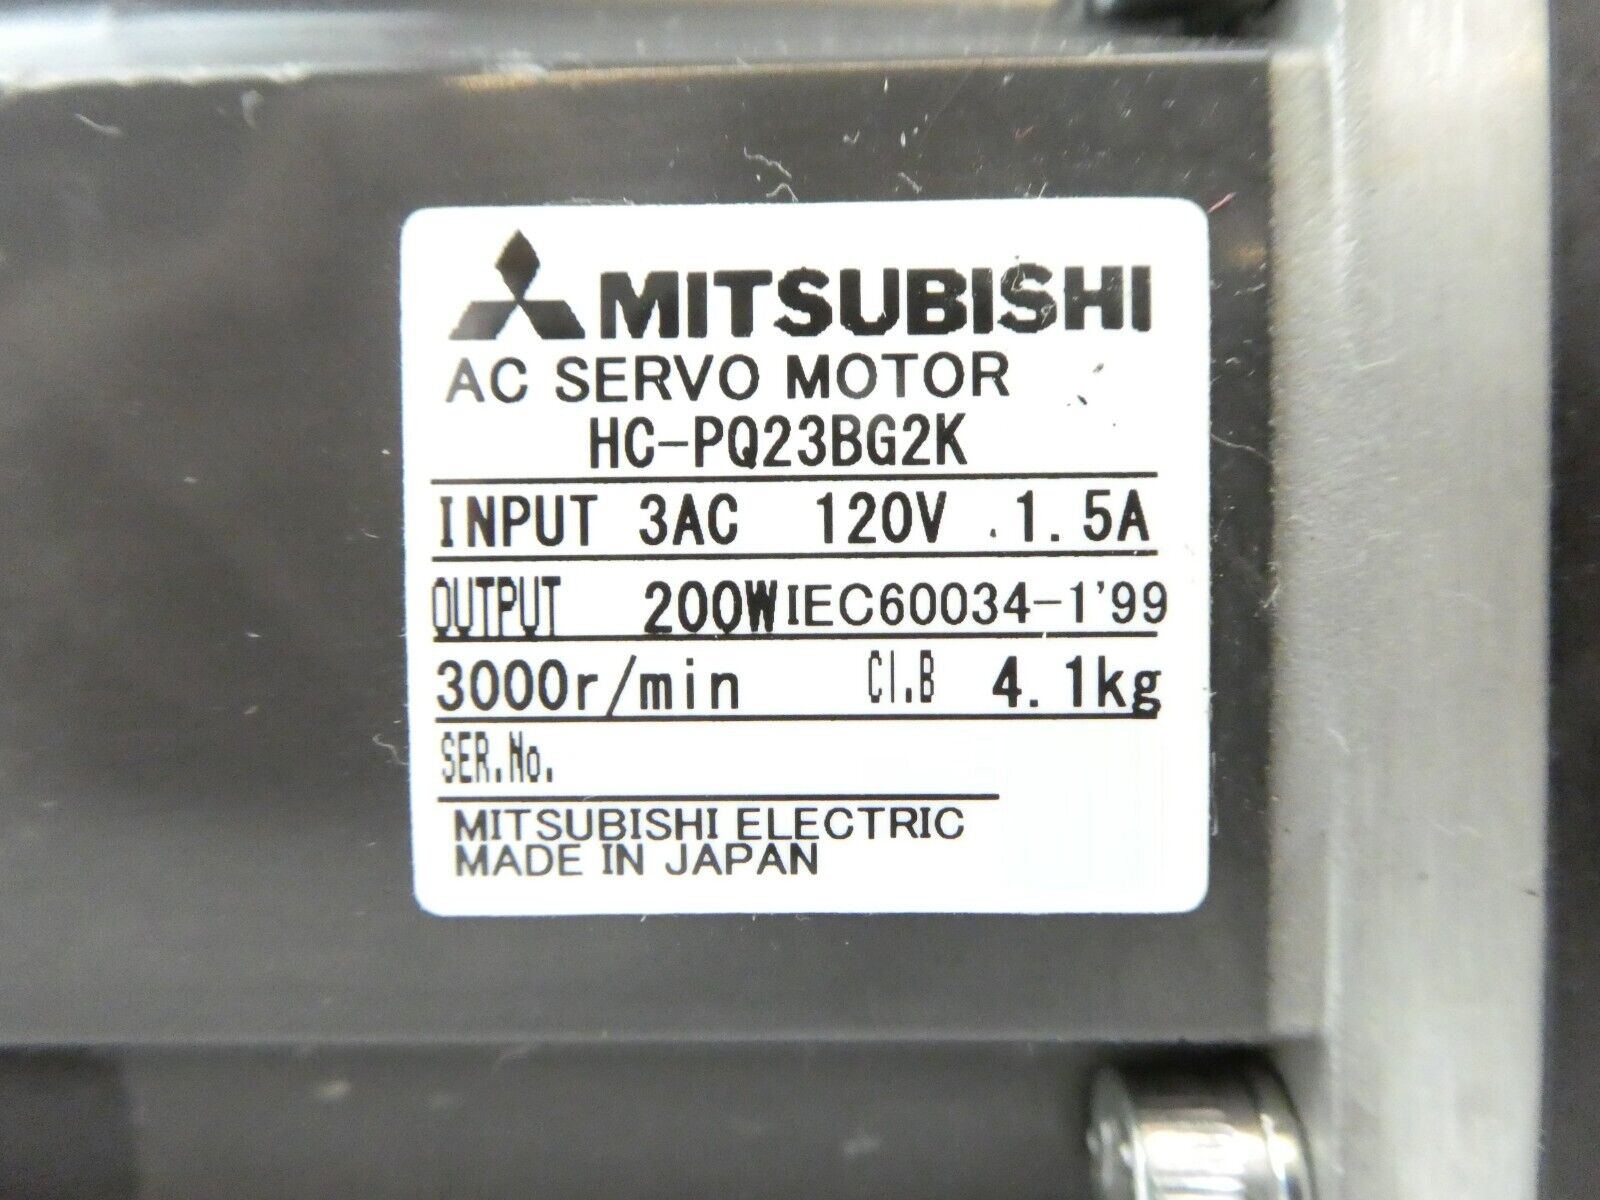 MITSUBISHI
AC SERVO MOTOR
HC-PQ23BG2K
INPUT 3AC 120V 1.5A
OUTPUT 200W IEC60034-1'99
3000r/min CI.B 4.1kg
SER.No.
MITSUBISHI ELECTRIC
MADE IN JAPAN